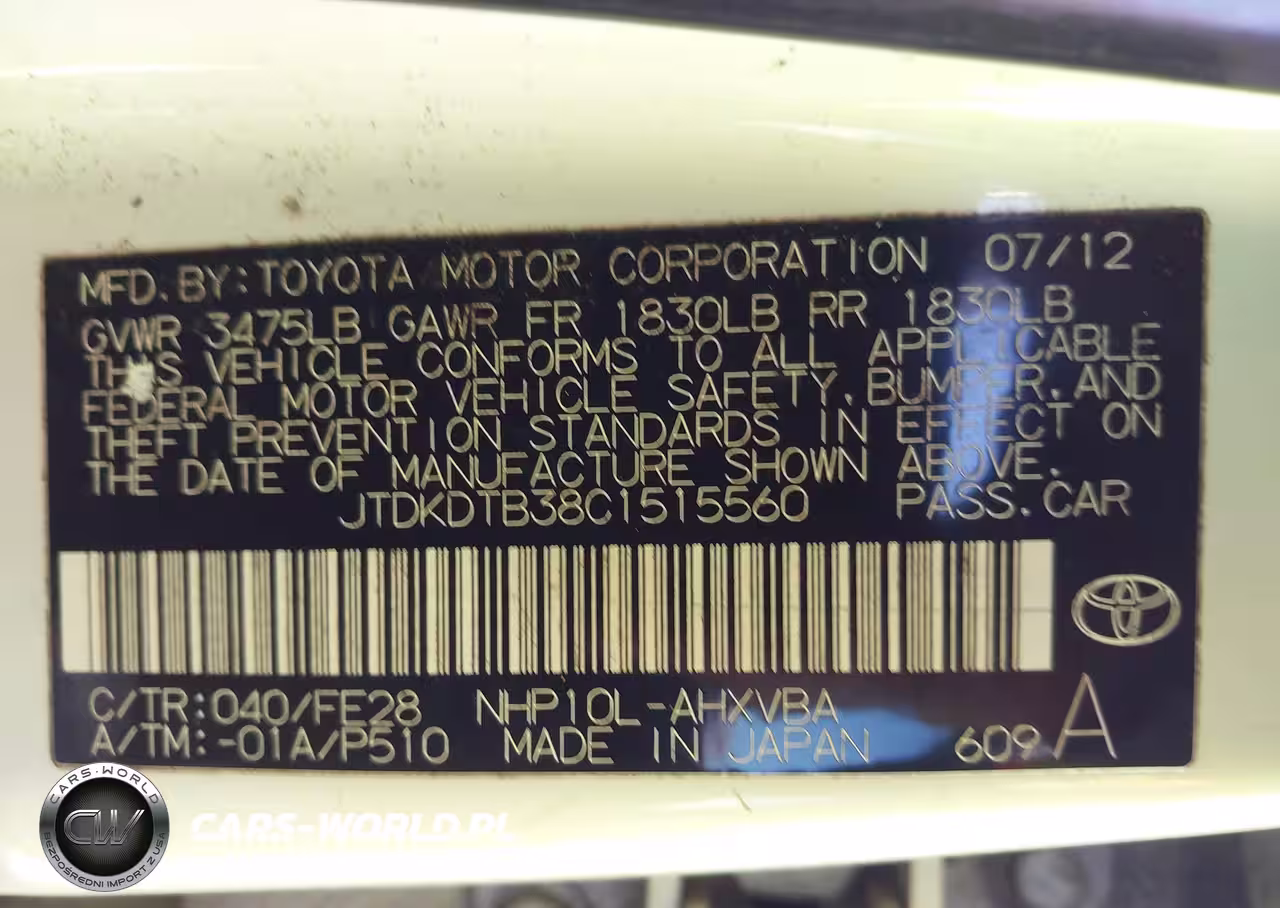 MFD. BY: TOYOTA MOTOR CORPORATION 07/12
GVWR 3475LB GAWR FR 1830LB RR 1830LB
THIS VEHICLE CONFORMS TO ALL APPLICABLE
FEDERAL MOTOR VEHICLE SAFETY, BUMPER, AND
THEFT PREVENTION STANDARDS IN EFFECT ON
THE DATE OF MANUFACTURE SHOWN ABOVE.
JTDKDTB38C1515560 PASS. CAR
C/TR: 040/FE28 NHP10L-AHXVBA
A/TM: -01A/P510 MADE IN JAPAN 609 A
CARS-WORLD
CW
BEZPOŚREDNI IMPORT Z USA
CARS-WORLD.PL